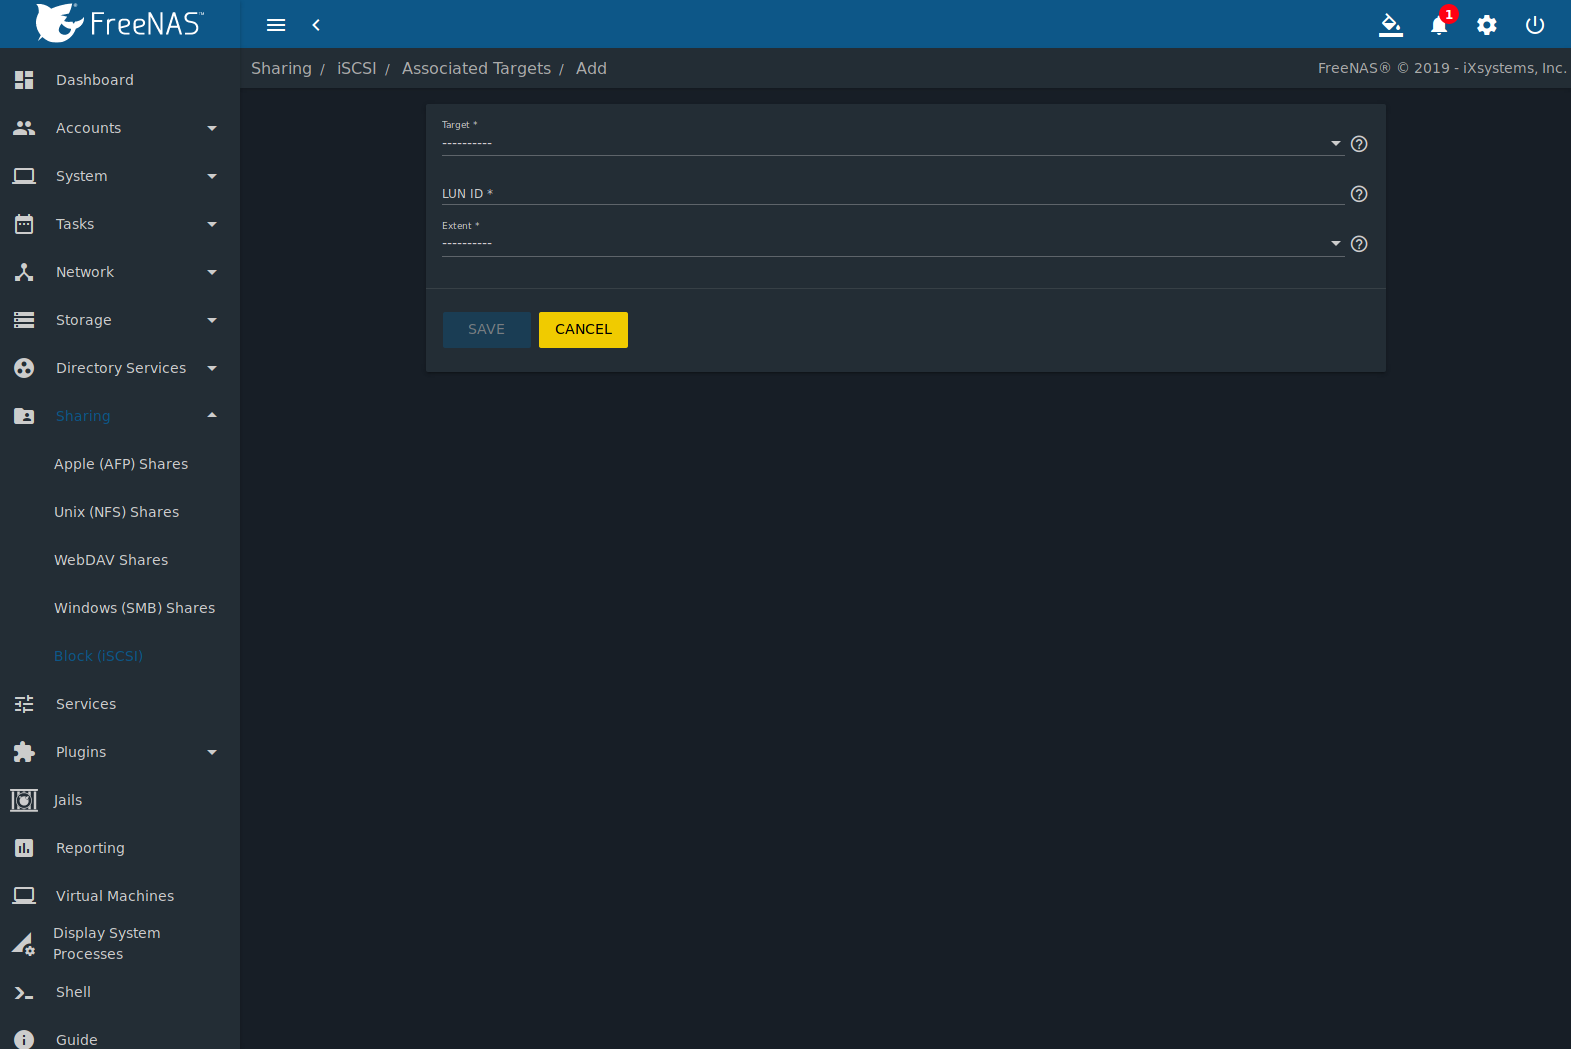 FreeNAS™
1
Sharing / iSCSI / Associated Targets / Add
FreeNAS® © 2019 - iXsystems, Inc.
Dashboard
Accounts
System
Tasks
Network
Storage
Directory Services
Sharing
Apple (AFP) Shares
Unix (NFS) Shares
WebDAV Shares
Windows (SMB) Shares
Block (iSCSI)
Services
Plugins
Jails
Reporting
Virtual Machines
Display System
Processes
Shell
Guide
Target *
----------
LUN ID *
Extent *
----------
SAVE
CANCEL